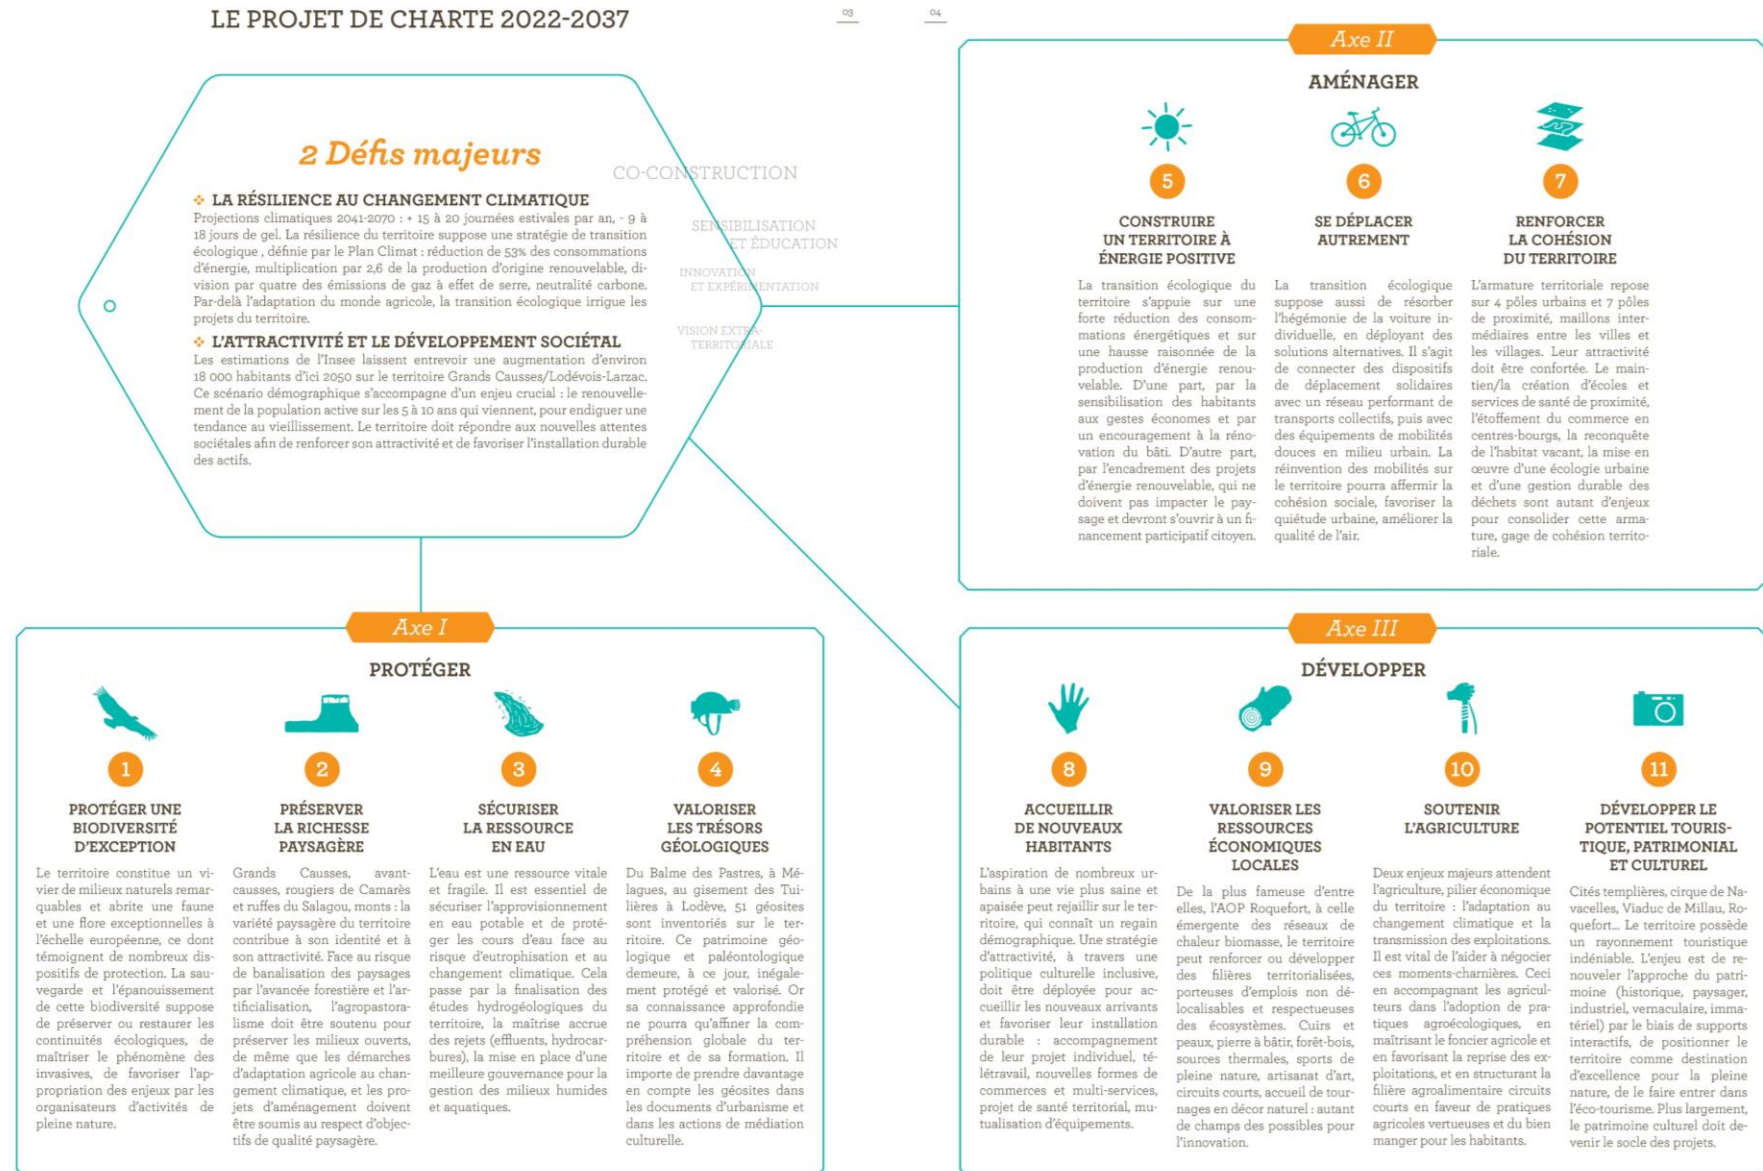 LE PROJET DE CHARTE 2022-2037
03
04
2 Défis majeurs
LA RÉSILIENCE AU CHANGEMENT CLIMATIQUE
Projections climatiques 2041-2070 : + 15 à 20 journées estivales par an, - 9 à
18 jours de gel. La résilience du territoire suppose une stratégie de transition
écologique , définie par le Plan Climat : réduction de 53% des consommations
d'énergie, multiplication par 2,6 de la production d'origine renouvelable, di-
vision par quatre des émissions de gaz à effet de serre, neutralité carbone.
Par-delà l'adaptation du monde agricole, la transition écologique irrigue les
projets du territoire.
L'ATTRACTIVITÉ ET LE DÉVELOPPEMENT SOCIÉTAL
Les estimations de l'Insee laissent entrevoir une augmentation d'environ
18 000 habitants d'ici 2050 sur le territoire Grands Causses/Lodévois-Larzac.
Ce scénario démographique s'accompagne d'un enjeu crucial : le renouvelle-
ment de la population active sur les 5 à 10 ans qui viennent, pour endiguer une
tendance au vieillissement. Le territoire doit répondre aux nouvelles attentes
sociétales afin de renforcer son attractivité et de favoriser l'installation durable
des actifs.
CO-CONSTRUCTION
SENSIBILISATION
ET ÉDUCATION
INNOVATION
ET EXPÉRIMENTATION
VISION EXTRA-
TERRITORIALE
Axe I
PROTÉGER
1
PROTÉGER UNE
BIODIVERSITÉ
D'EXCEPTION
Le territoire constitue un vi-
vier de milieux naturels remar-
quables et abrite une faune
et une flore exceptionnelles à
l'échelle européenne, ce dont
témoignent de nombreux dis-
positifs de protection. La sau-
vegarde et l'épanouissement
de cette biodiversité suppose
de préserver ou restaurer les
continuités écologiques, de
maîtriser le phénomène des
invasives, de favoriser l'ap-
propriation des enjeux par les
organisateurs d'activités de
pleine nature.
2
PRÉSERVER
LA RICHESSE
PAYSAGÈRE
Grands Causses, avant-
causses, rougiers de Camarès
et ruffes du Salagou, monts : la
variété paysagère du territoire
contribue à son identité et à
son attractivité. Face au risque
de banalisation des paysages
par l'avancée forestière et l'ar-
tificialisation, l'agropastora-
lisme doit être soutenu pour
préserver les milieux ouverts,
de même que les démarches
d'adaptation agricole au chan-
gement climatique, et les pro-
jets d'aménagement doivent
être soumis au respect d'objec-
tifs de qualité paysagère.
3
SÉCURISER
LA RESSOURCE
EN EAU
L'eau est une ressource vitale
et fragile. Il est essentiel de
sécuriser l'approvisionnement
en eau potable et de proté-
ger les cours d'eau face au
risque d'eutrophisation et au
changement climatique. Cela
passe par la finalisation des
études hydrogéologiques du
territoire, la maîtrise accrue
des rejets (effluents, hydrocar-
bures), la mise en place d'une
meilleure gouvernance pour la
gestion des milieux humides
et aquatiques.
4
VALORISER
LES TRÉSORS
GÉOLOGIQUES
Du Balme des Pastres, à Mé-
lagues, au gisement des Tui-
lières à Lodève, 51 géosites
sont inventoriés sur le ter-
ritoire. Ce patrimoine géo-
logique et paléontologique
demeure, à ce jour, inégale-
ment protégé et valorisé. Or
sa connaissance approfondie
ne pourra qu'affiner la com-
préhension globale du ter-
ritoire et de sa formation. Il
importe de prendre davantage
en compte les géosites dans
les documents d'urbanisme et
dans les actions de médiation
culturelle.
Axe II
AMÉNAGER
5
CONSTRUIRE
UN TERRITOIRE À
ÉNERGIE POSITIVE
La transition écologique du
territoire s'appuie sur une
forte réduction des consom-
mations énergétiques et sur
une hausse raisonnée de la
production d'énergie renou-
velable. D'une part, par la
sensibilisation des habitants
aux gestes économes et par
un encouragement à la réno-
vation du bâti. D'autre part,
par l'encadrement des projets
d'énergie renouvelable, qui ne
doivent pas impacter le pay-
sage et devront s'ouvrir à un fi-
nancement participatif citoyen.
6
SE DÉPLACER
AUTREMENT
La transition écologique
suppose aussi de résorber
l'hégémonie de la voiture in-
dividuelle, en déployant des
solutions alternatives. Il s'agit
de connecter des dispositifs
de déplacement solidaires
avec un réseau performant de
transports collectifs, puis avec
des équipements de mobilités
douces en milieu urbain. La
réinvention des mobilités sur
le territoire pourra affermir la
cohésion sociale, favoriser la
quiétude urbaine, améliorer la
qualité de l'air.
7
RENFORCER
LA COHÉSION
DU TERRITOIRE
L'armature territoriale repose
sur 4 pôles urbains et 7 pôles
de proximité, maillons inter-
médiaires entre les villes et
les villages. Leur attractivité
doit être confortée. Le main-
tien/la création d'écoles et
services de santé de proximité,
l'étoffement du commerce en
centres-bourgs, la reconquête
de l'habitat vacant, la mise en
œuvre d'une écologie urbaine
et d'une gestion durable des
déchets sont autant d'enjeux
pour consolider cette arma-
ture, gage de cohésion territo-
riale.
Axe III
DÉVELOPPER
8
ACCUEILLIR
DE NOUVEAUX
HABITANTS
L'aspiration de nombreux ur-
bains à une vie plus saine et
apaisée peut rejaillir sur le ter-
ritoire, qui connaît un regain
démographique. Une stratégie
d'attractivité, à travers une
politique culturelle inclusive,
doit être déployée pour ac-
cueillir les nouveaux arrivants
et favoriser leur installation
durable : accompagnement
de leur projet individuel, té-
létravail, nouvelles formes de
commerces et multi-services,
projet de santé territorial, mu-
tualisation d'équipements.
9
VALORISER LES
RESSOURCES
ÉCONOMIQUES
LOCALES
De la plus fameuse d'entre
elles, l'AOP Roquefort, à celle
émergente des réseaux de
chaleur biomasse, le territoire
peut renforcer ou développer
des filières territorialisées,
porteuses d'emplois non dé-
localisables et respectueuses
des écosystèmes. Cuirs et
peaux, pierre à bâtir, forêt-bois,
sources thermales, sports de
pleine nature, artisanat d'art,
circuits courts, accueil de tour-
nages en décor naturel : autant
de champs des possibles pour
l'innovation.
10
SOUTENIR
L'AGRICULTURE
Deux enjeux majeurs attendent
l'agriculture, pilier économique
du territoire : l'adaptation au
changement climatique et la
transmission des exploitations.
Il est vital de l'aider à négocier
ces moments-charnières. Ceci
en accompagnant les agricul-
teurs dans l'adoption de pra-
tiques agroécologiques, en
maîtrisant le foncier agricole et
en favorisant la reprise des ex-
ploitations, et en structurant la
filière agroalimentaire circuits
courts en faveur de pratiques
agricoles vertueuses et du bien
manger pour les habitants.
11
DÉVELOPPER LE
POTENTIEL TOURIS-
TIQUE, PATRIMONIAL
ET CULTUREL
Cités templières, cirque de Na-
vacelles, Viaduc de Millau, Ro-
quefort... Le territoire possède
un rayonnement touristique
indéniable. L'enjeu est de re-
nouveler l'approche du patri-
moine (historique, paysager,
industriel, vernaculaire, imma-
tériel) par le biais de supports
interactifs, de positionner le
territoire comme destination
d'excellence pour la pleine
nature, de le faire entrer dans
l'éco-tourisme. Plus largement,
le patrimoine culturel doit de-
venir le socle des projets.